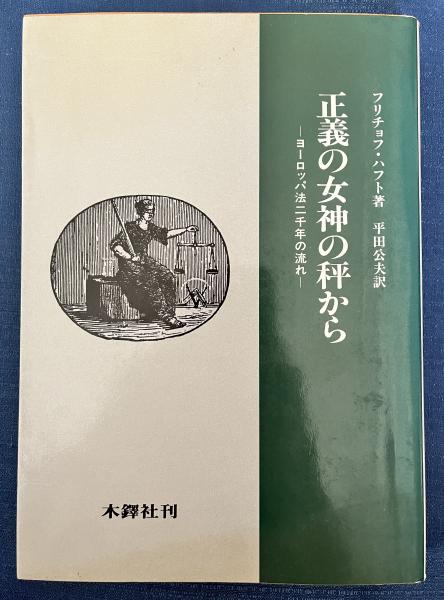 フリチョフ・ハフト著 平田公夫訳
正義の女神の秤から
―ヨーロッパ法二千年の流れ―
木鐸社刊